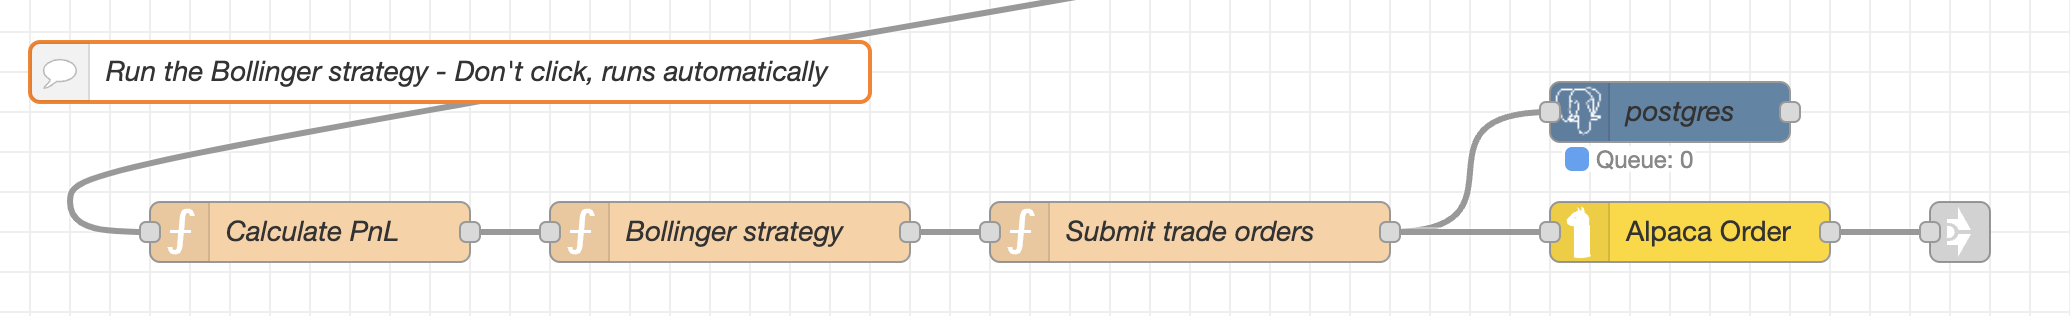 Run the Bollinger strategy - Don't click, runs automatically
postgres
Queue: 0
Calculate PnL
Bollinger strategy
Submit trade orders
Alpaca Order